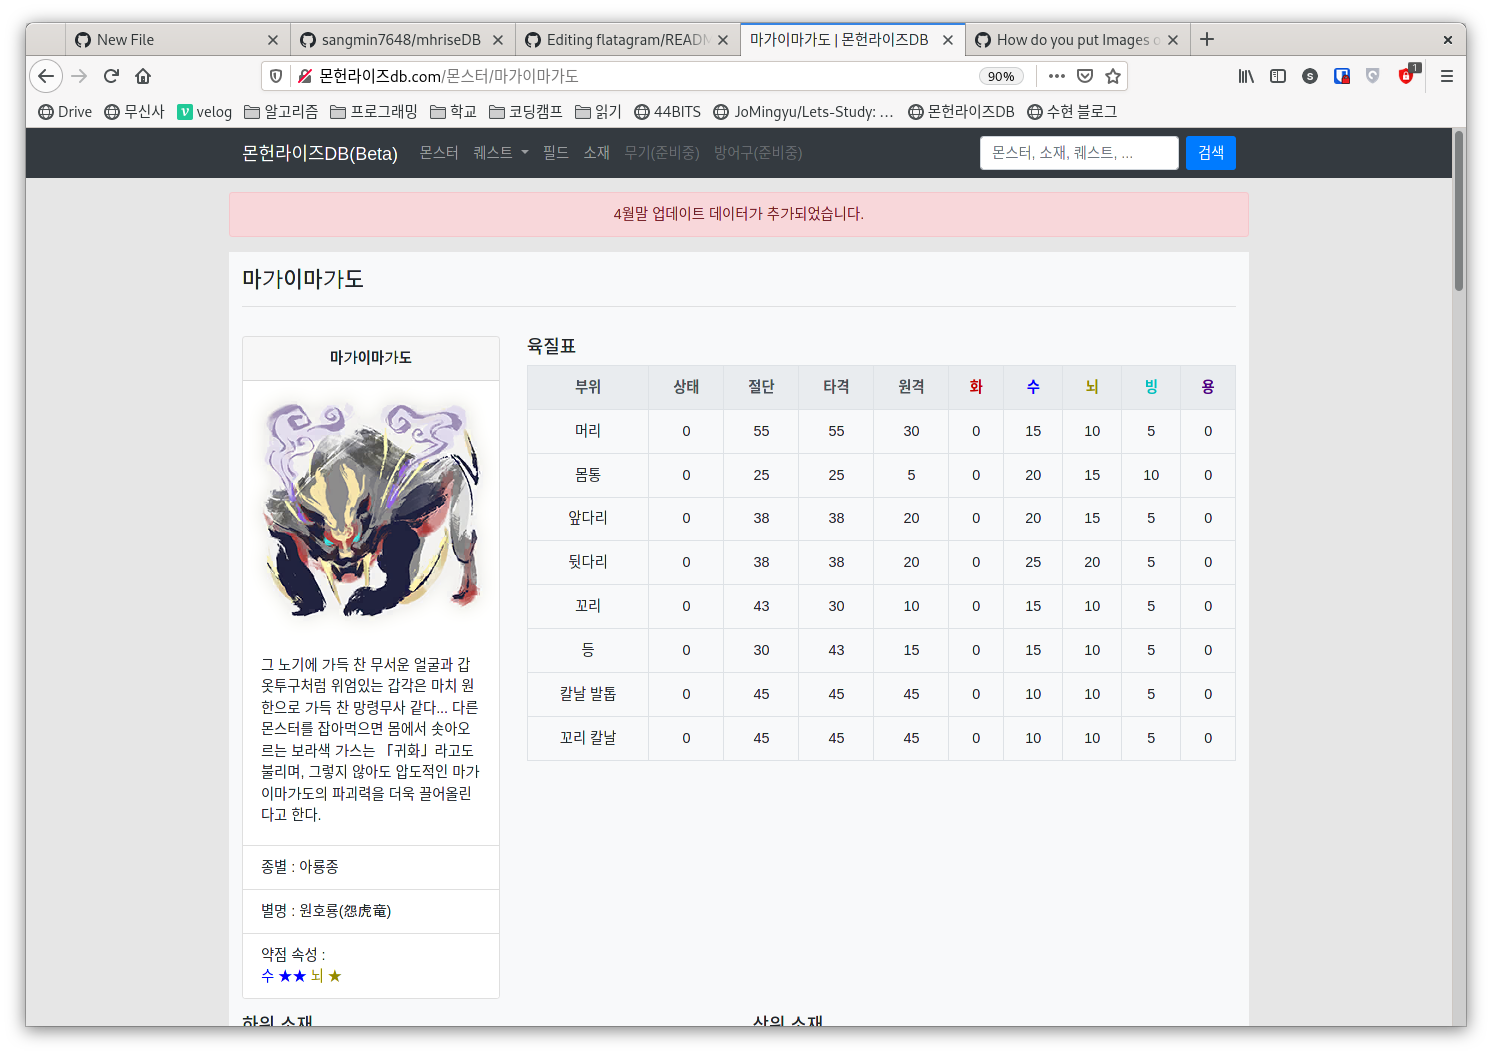 New File
sangmin7648/mhriseDB
Editing flatagram/READM
마가이마가도 | 몬헌라이즈DB
How do you put Images o
몬헌라이즈db.com/몬스터/마가이마가도
90%
1
Drive
무신사
velog
알고리즘
프로그래밍
학교
코딩캠프
읽기
44BITS
JoMingyu/Lets-Study: ...
몬헌라이즈DB
수현 블로그
몬헌라이즈DB(Beta) 몬스터 퀘스트 필드 소재 무기(준비중) 방어구(준비중) 몬스터, 소재, 퀘스트, ... 검색
4월말 업데이트 데이터가 추가되었습니다.
마가이마가도
마가이마가도
그 노기에 가득 찬 무서운 얼굴과 갑
옷투구처럼 위엄있는 갑각은 마치 원
한으로 가득 찬 망령무사 같다... 다른
몬스터를 잡아먹으면 몸에서 솟아오
르는 보라색 가스는 「귀화」라고도
불리며, 그렇지 않아도 압도적인 마가
이마가도의 파괴력을 더욱 끌어올린
다고 한다.
종별 : 아룡종
별명 : 원호룡(怨虎竜)
약점 속성 :
수 ★★ 뇌 ★
육질표
부위 상태 절단 타격 원격 화 수 뇌 빙 용
머리 0 55 55 30 0 15 10 5 0
몸통 0 25 25 5 0 20 15 10 0
앞다리 0 38 38 20 0 20 15 5 0
뒷다리 0 38 38 20 0 25 20 5 0
꼬리 0 43 30 10 0 15 10 5 0
등 0 30 43 15 0 15 10 5 0
칼날 발톱 0 45 45 45 0 10 10 5 0
꼬리 칼날 0 45 45 45 0 10 10 5 0
하위 소재
상위 소재